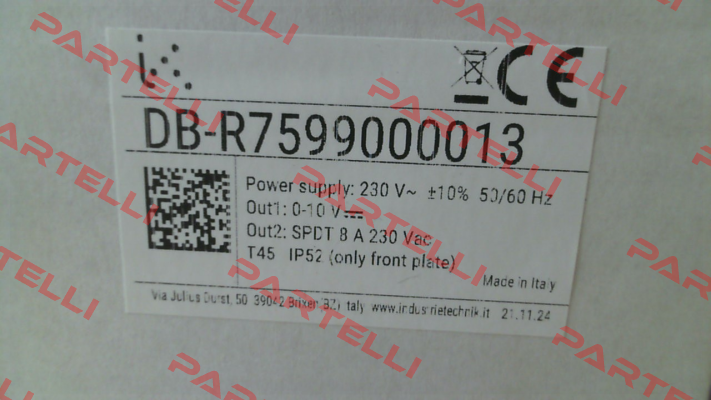 DB-R7599000013
Power supply: 230 V~ ±10% 50/60 Hz
Out1: 0-10 V
Out2: SPDT 8 A 230 Vac
T45 IP52 (only front plate)
Made in Italy
Via Julius Durst, 50 39042 Brixen (BZ) Italy www.industrietechnik.it 21.11.24
PARTELLI
PARTELLI
PARTELLI
PARTELLI
PARTELLI
PARTELLI
PARTELLI